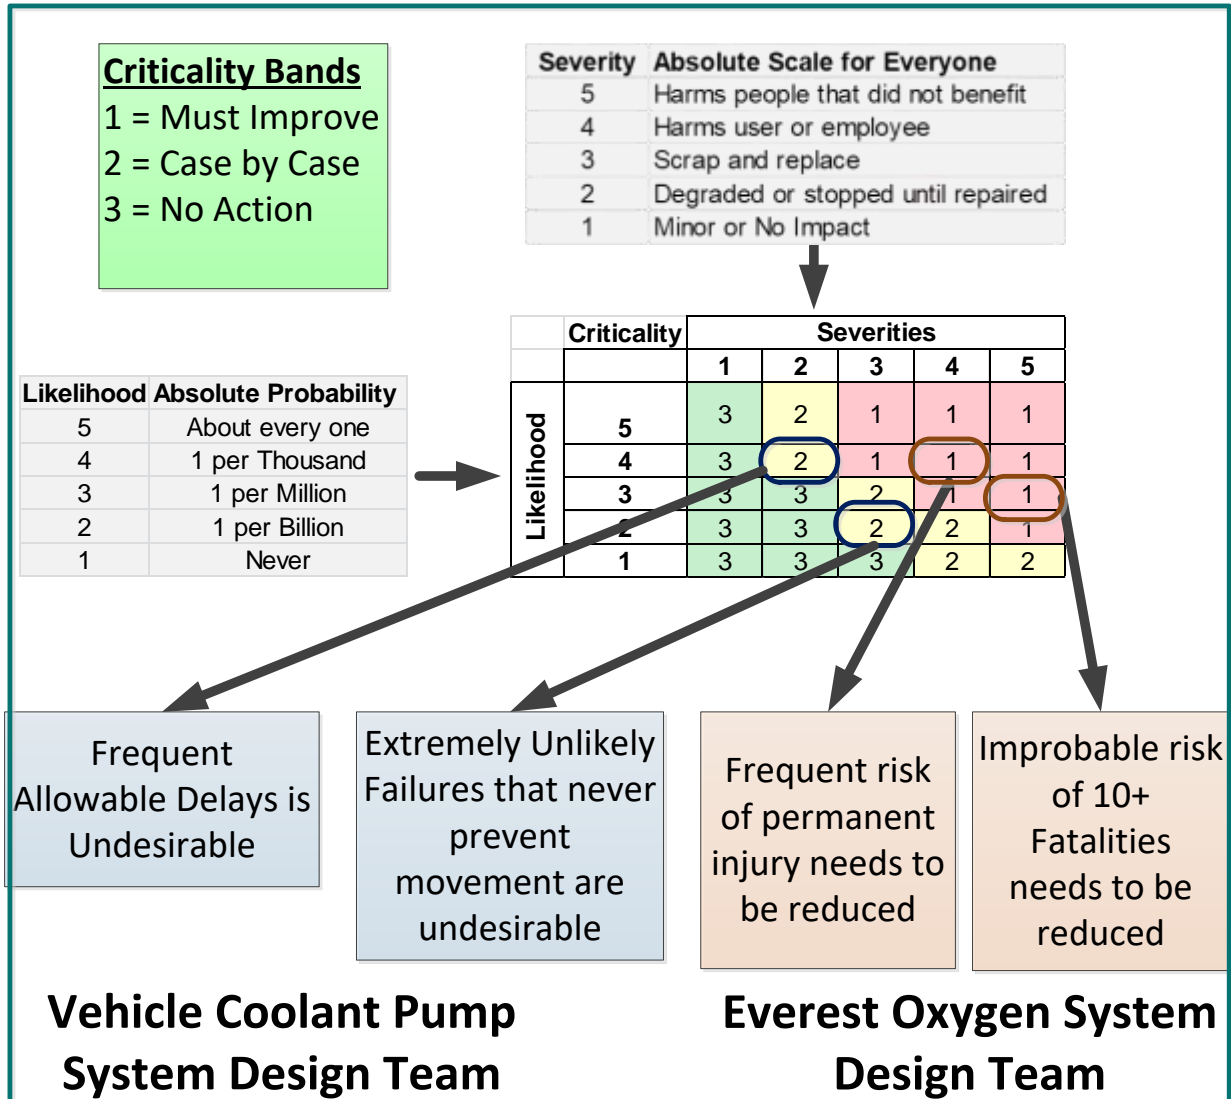 Criticality Bands
1 = Must Improve
2 = Case by Case
3 = No Action
Severity Absolute Scale for Everyone
5 Harms people that did not benefit
4 Harms user or employee
3 Scrap and replace
2 Degraded or stopped until repaired
1 Minor or No Impact
Likelihood Absolute Probability
5 About every one
4 1 per Thousand
3 1 per Million
2 1 per Billion
1 Never
Criticality Severities
1 2 3 4 5
Likelihood
5 3 2 1 1 1
4 3 2 1 1 1
3 3 3 2 1 1
2 3 3 2 2 1
1 3 3 3 2 2
Frequent
Allowable Delays is
Undesirable
Extremely Unlikely
Failures that never
prevent
movement are
undesirable
Frequent risk
of permanent
injury needs to
be reduced
Improbable risk
of 10+
Fatalities
needs to be
reduced
Vehicle Coolant Pump
System Design Team
Everest Oxygen System
Design Team